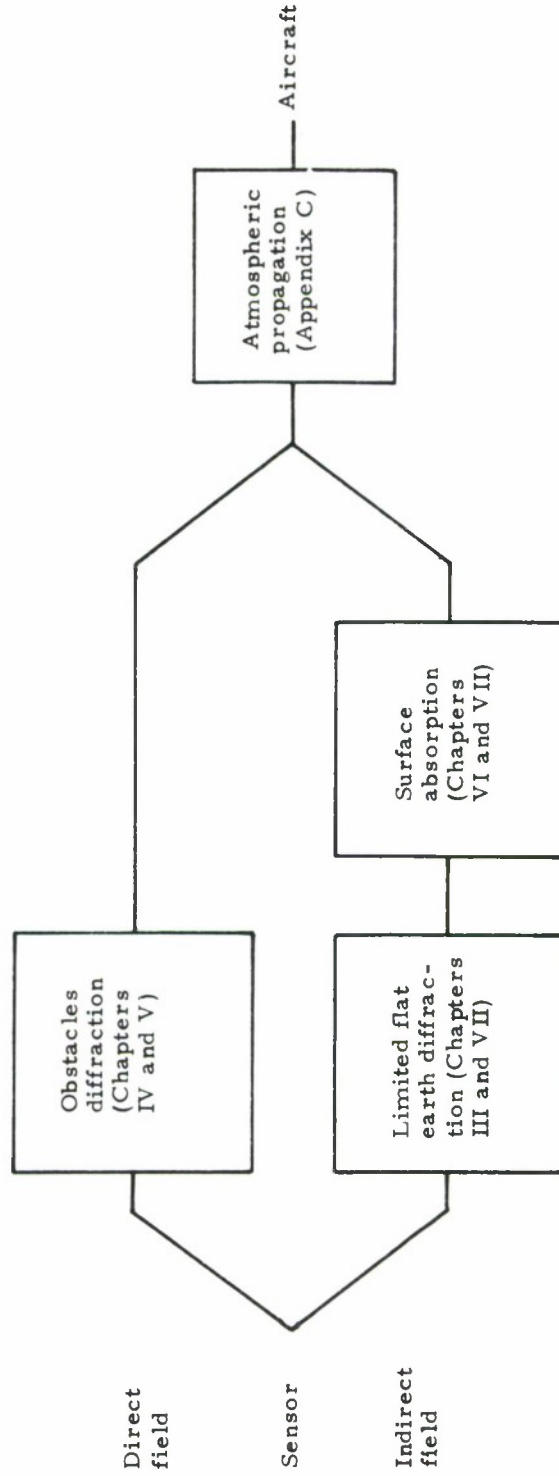 Direct
field
Sensor
Indirect
field
Obstacles
diffraction
(Chapters
IV and V)
Limited flat
earth diffrac-
tion (Chapters
III and VII)
Surface
absorption
(Chapters
VI and VII)
Atmospheric
propagation
(Appendix C)
Aircraft